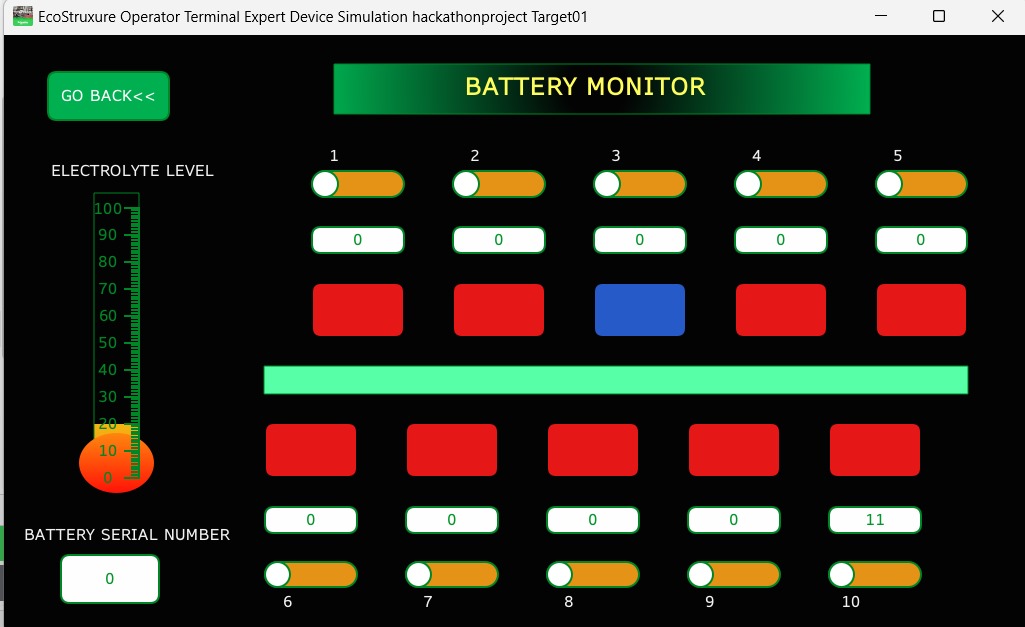 EcoStruxure Operator Terminal Expert Device Simulation hackathonproject Target01
GO BACK<<
BATTERY MONITOR
ELECTROLYTE LEVEL
100
90
80
70
60
50
40
30
20
10
0
1 2 3 4 5
0 0 0 0 0
0 0 0 0 11
6 7 8 9 10
BATTERY SERIAL NUMBER
0